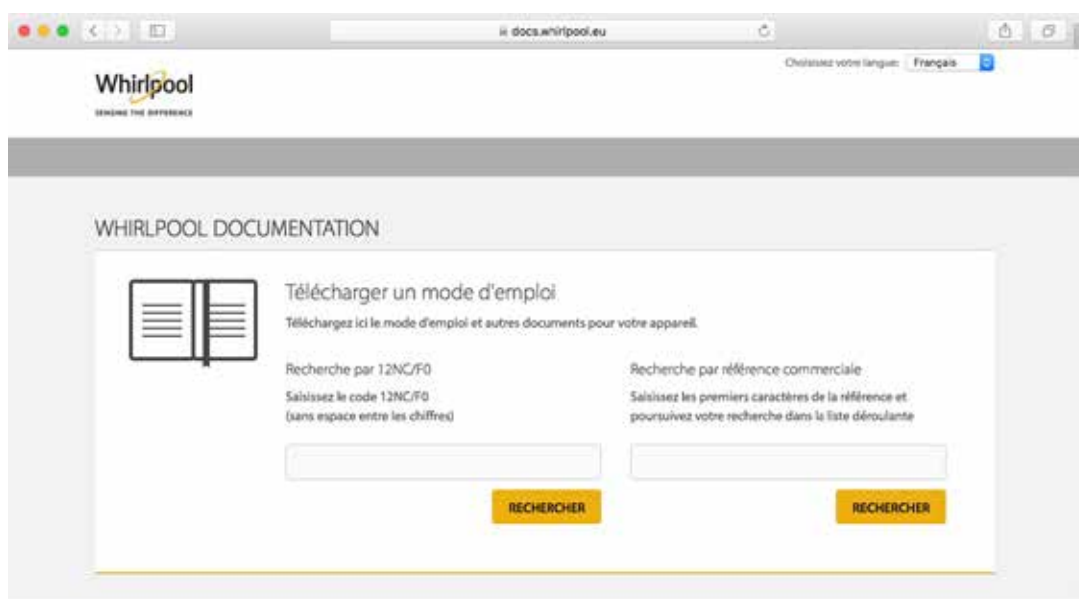 docs.whirlpool.eu
Choisissez votre langue: Français
Whirlpool
SENSING THE DIFFERENCE
WHIRLPOOL DOCUMENTATION
Télécharger un mode d'emploi
Téléchargez ici le mode d'emploi et autres documents pour votre appareil.
Recherche par 12NC/F0
Saisissez le code 12NC/F0
(sans espace entre les chiffres)
RECHERCHER
Recherche par référence commerciale
Saisissez les premiers caractères de la référence et
poursuivez votre recherche dans la liste déroulante
RECHERCHER